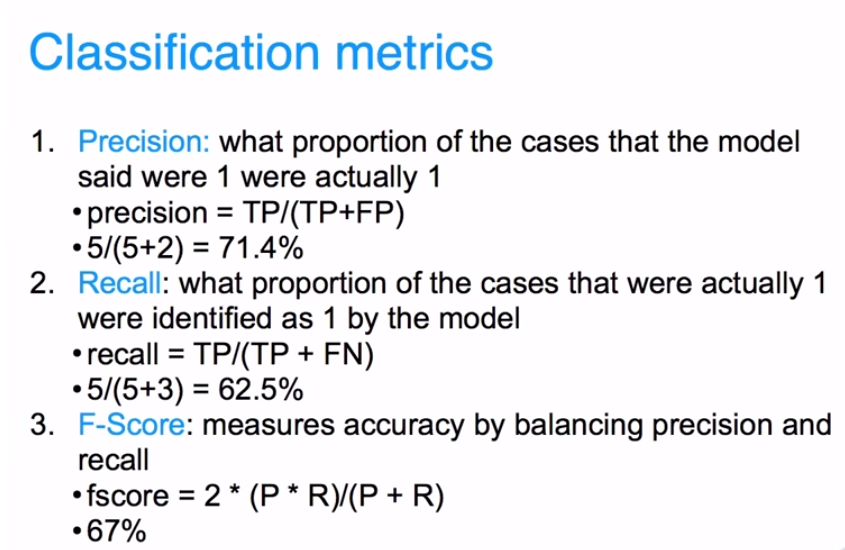 Classification metrics
1. Precision: what proportion of the cases that the model
said were 1 were actually 1
•precision = TP/(TP+FP)
•5/(5+2) = 71.4%
2. Recall: what proportion of the cases that were actually 1
were identified as 1 by the model
•recall = TP/(TP + FN)
•5/(5+3) = 62.5%
3. F-Score: measures accuracy by balancing precision and
recall
•fscore = 2 * (P * R)/(P + R)
•67%